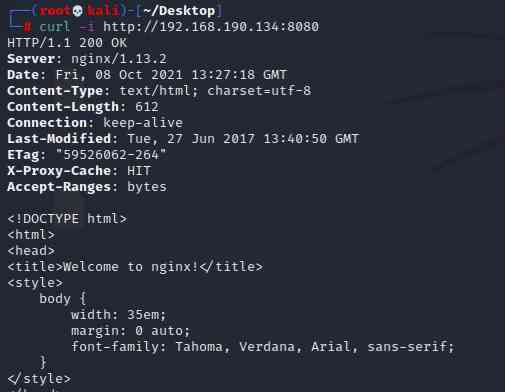 ┌──(root💀kali)-[~/Desktop]
└─# curl -i http://192.168.190.134:8080
HTTP/1.1 200 OK
Server: nginx/1.13.2
Date: Fri, 08 Oct 2021 13:27:18 GMT
Content-Type: text/html; charset=utf-8
Content-Length: 612
Connection: keep-alive
Last-Modified: Tue, 27 Jun 2017 13:40:50 GMT
ETag: "59526062-264"
X-Proxy-Cache: HIT
Accept-Ranges: bytes

<!DOCTYPE html>
<html>
<head>
<title>Welcome to nginx!</title>
<style>
    body {
        width: 35em;
        margin: 0 auto;
        font-family: Tahoma, Verdana, Arial, sans-serif;
    }
</style>